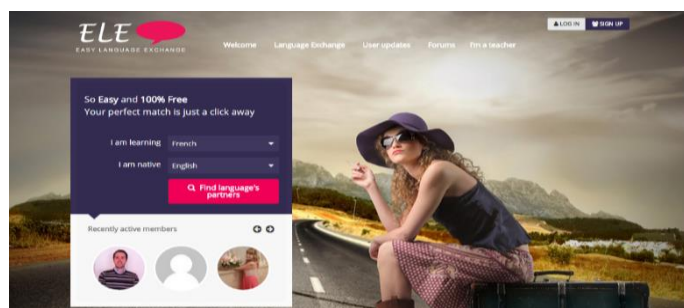 ELE
EASY LANGUAGE EXCHANGE
LOG IN SIGN UP
Welcome Language Exchange User updates Forums I'm a teacher
So Easy and 100% Free
Your perfect match is just a click away
I am learning French
I am native English
Find language's
partners
Recently active members